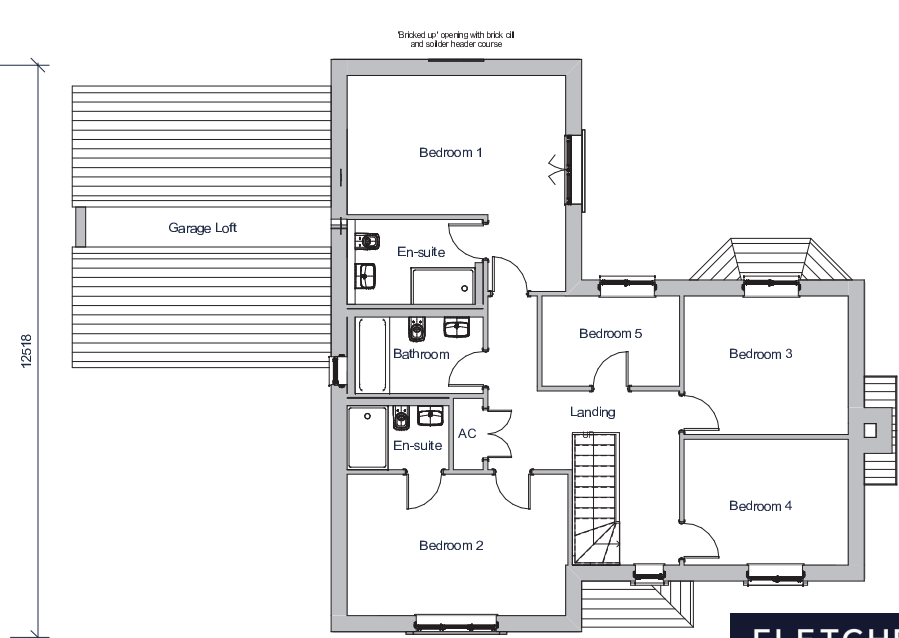 'Bricked up' opening with brick cill
and soilder header course
Bedroom 1
Garage Loft
En-suite
12518
Bedroom 5
Bathroom
Bedroom 3
Landing
AC
UP
En-suite
Bedroom 4
Bedroom 2